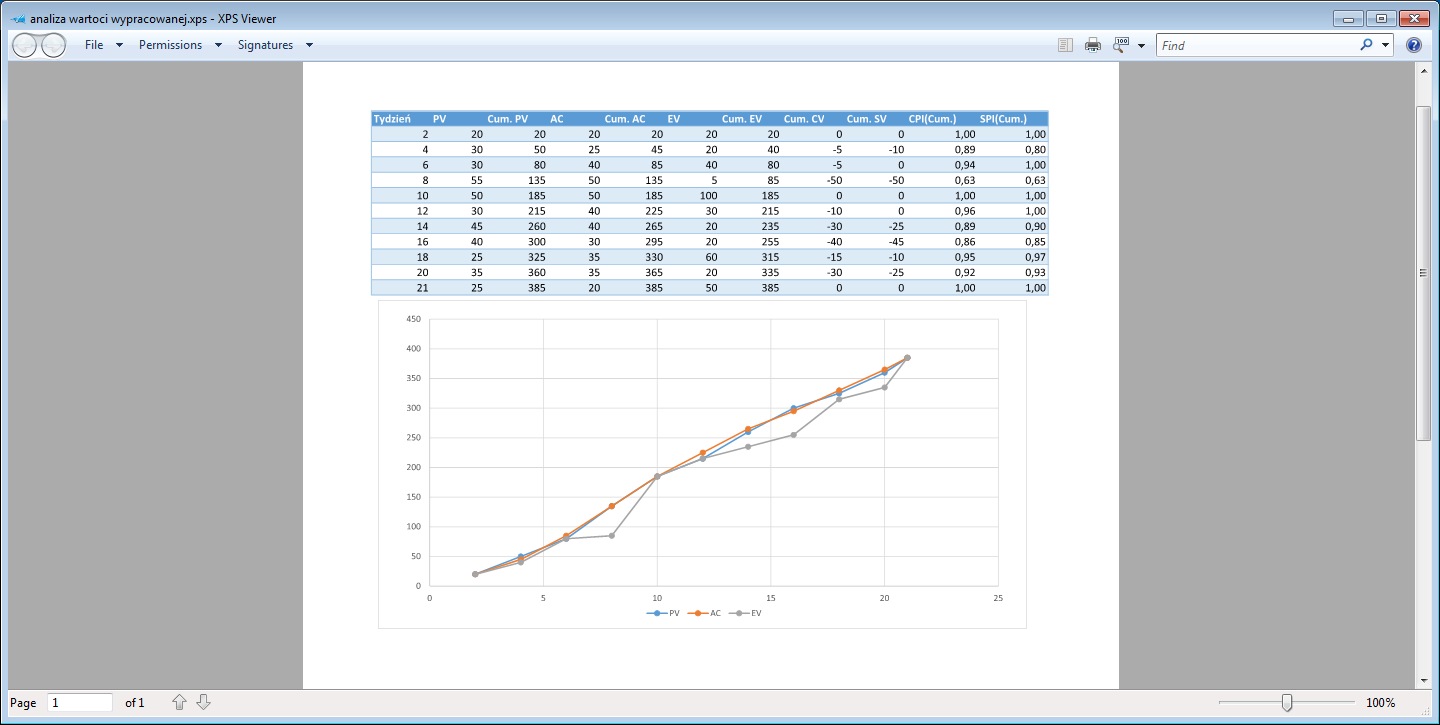 analiza wartoci wypracowanej.xps - XPS Viewer
File Permissions Signatures 100 Find
Tydzień PV Cum. PV AC Cum. AC EV Cum. EV Cum. CV Cum. SV CPI(Cum.) SPI(Cum.)
2 20 20 20 20 20 20 0 0 1,00 1,00
4 30 50 25 45 20 40 -5 -10 0,89 0,80
6 30 80 40 85 40 80 -5 0 0,94 1,00
8 55 135 50 135 5 85 -50 -50 0,63 0,63
10 50 185 50 185 100 185 0 0 1,00 1,00
12 30 215 40 225 30 215 -10 0 0,96 1,00
14 45 260 40 265 20 235 -30 -25 0,89 0,90
16 40 300 30 295 20 255 -40 -45 0,86 0,85
18 25 325 35 330 60 315 -15 -10 0,95 0,97
20 35 360 35 365 20 335 -30 -25 0,92 0,93
21 25 385 20 385 50 385 0 0 1,00 1,00
450
400
350
300
250
200
150
100
50
0
0 5 10 15 20 25
PV AC EV
Page 1 of 1 100%